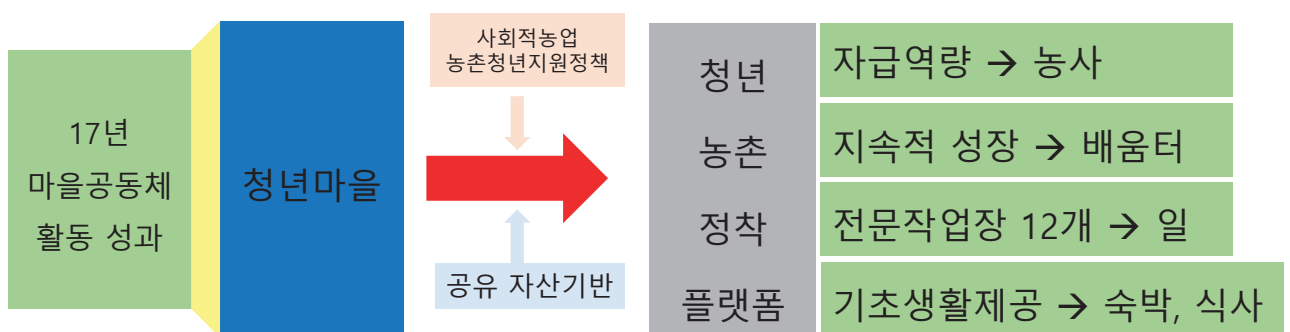 17년
마을공동체
활동 성과
청년마을
사회적농업
농촌청년지원정책
공유 자산기반
청년
농촌
정착
플랫폼
자급역량 → 농사
지속적 성장 → 배움터
전문작업장 12개 → 일
기초생활제공 → 숙박, 식사